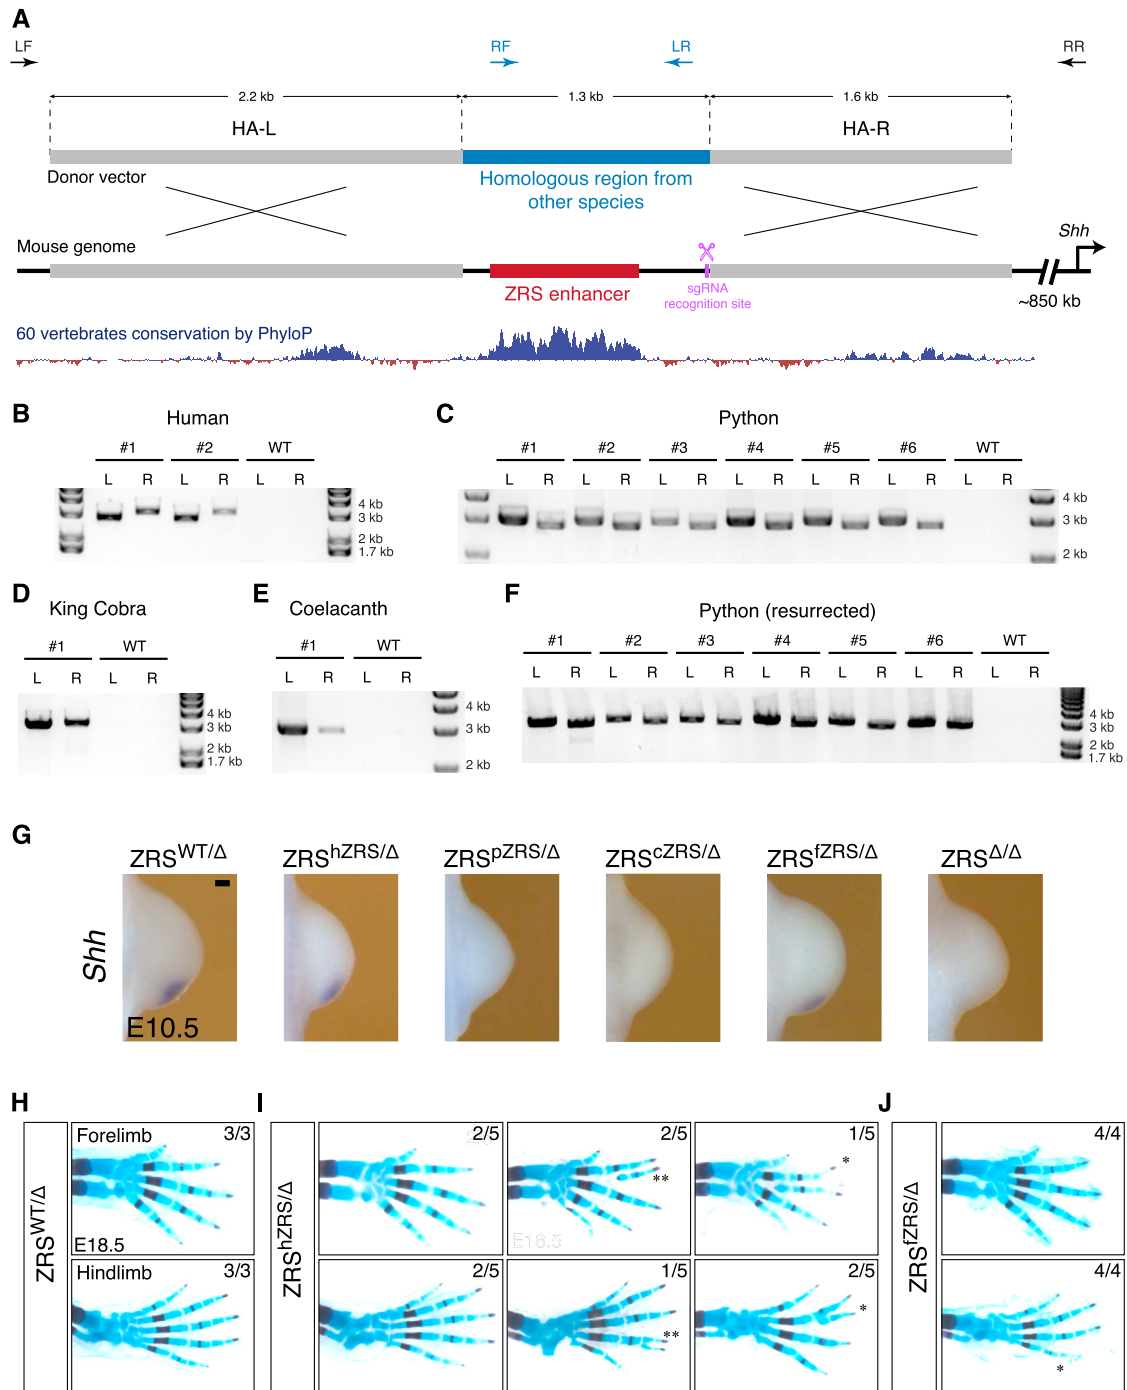 A
LF
RF
LR
RR
2.2 kb
1.3 kb
1.6 kb
HA-L
HA-R
Donor vector
Homologous region from
other species
Mouse genome
Shh
ZRS enhancer
sgRNA
recognition site
~850 kb
60 vertebrates conservation by PhyloP
B
Human
#1 #2 WT
L R L R L R
4 kb
3 kb
2 kb
1.7 kb
C
Python
#1 #2 #3 #4 #5 #6 WT
L R L R L R L R L R L R L R
4 kb
3 kb
2 kb
D
King Cobra
#1 WT
L R L R
4 kb
3 kb
2 kb
1.7 kb
E
Coelacanth
#1 WT
L R L R
4 kb
3 kb
2 kb
F
Python (resurrected)
#1 #2 #3 #4 #5 #6 WT
L R L R L R L R L R L R L R
4 kb
3 kb
2 kb
1.7 kb
G
ZRS^WT/Δ ZRS^hZRS/Δ ZRS^pZRS/Δ ZRS^cZRS/Δ ZRS^fZRS/Δ ZRS^Δ/Δ
Shh
E10.5
H
ZRS^WT/Δ
Forelimb 3/3
E18.5
Hindlimb 3/3
I
ZRS^hZRS/Δ
2/5 2/5 1/5
**
*
E18.5
2/5 1/5 2/5
**
*
J
ZRS^fZRS/Δ
4/4
4/4
*